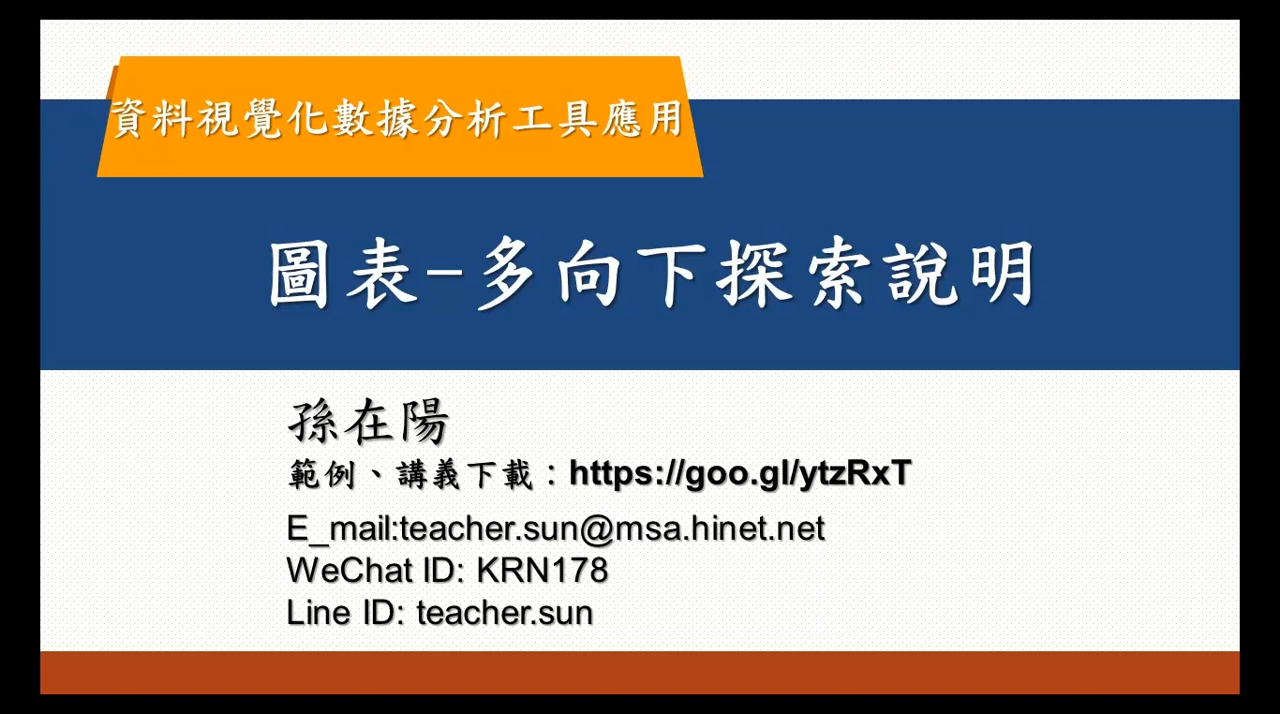 資料視覺化數據分析工具應用
圖表-多向下探索說明
孫在陽
範例、講義下載：https://goo.gl/ytzRxT
E_mail:teacher.sun@msa.hinet.net
WeChat ID: KRN178
Line ID: teacher.sun